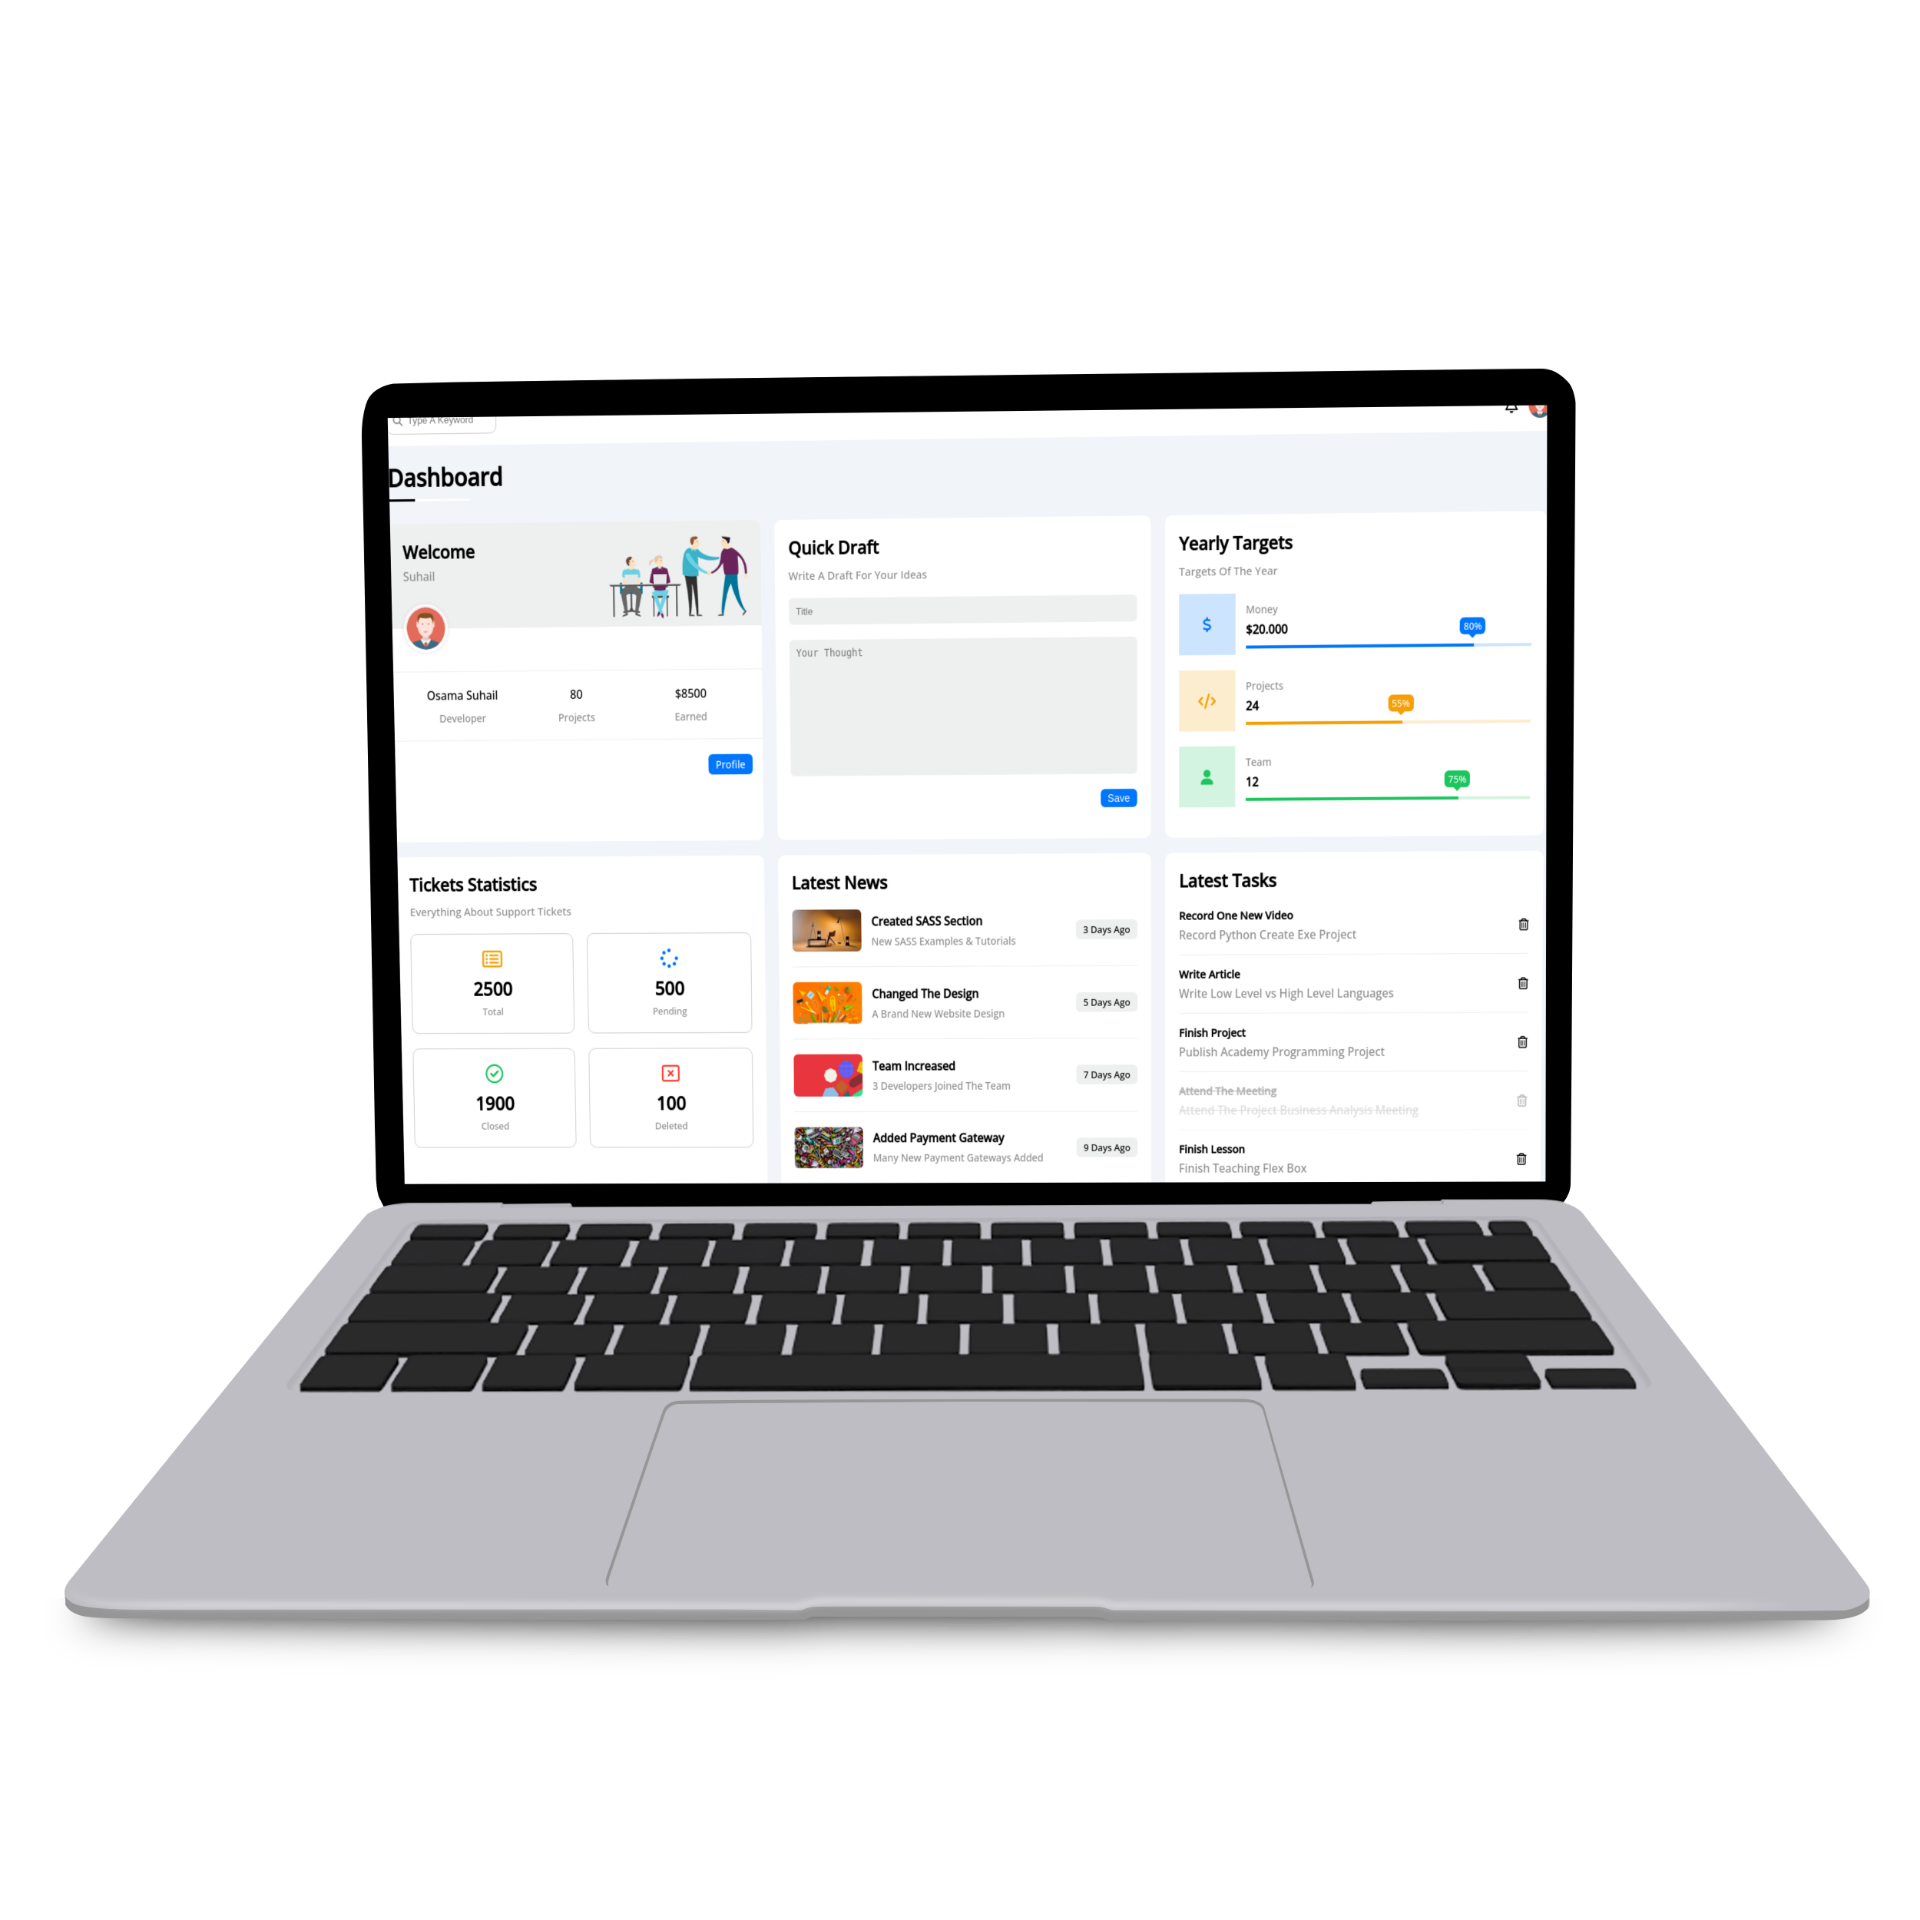 Type A Keyword
Dashboard
Welcome
Suhail
Osama Suhail
Developer
80
Projects
$8500
Earned
Profile
Quick Draft
Write A Draft For Your Ideas
Title
Your Thought
Save
Yearly Targets
Targets Of The Year
Money
$20.000
80%
Projects
24
55%
Team
12
75%
Tickets Statistics
Everything About Support Tickets
2500
Total
500
Pending
1900
Closed
100
Deleted
Latest News
Created SASS Section
New SASS Examples & Tutorials
3 Days Ago
Changed The Design
A Brand New Website Design
5 Days Ago
Team Increased
3 Developers Joined The Team
7 Days Ago
Added Payment Gateway
Many New Payment Gateways Added
9 Days Ago
Latest Tasks
Record One New Video
Record Python Create Exe Project
Write Article
Write Low Level vs High Level Languages
Finish Project
Publish Academy Programming Project
Attend The Meeting
Attend The Project Business Analysis Meeting
Finish Lesson
Finish Teaching Flex Box